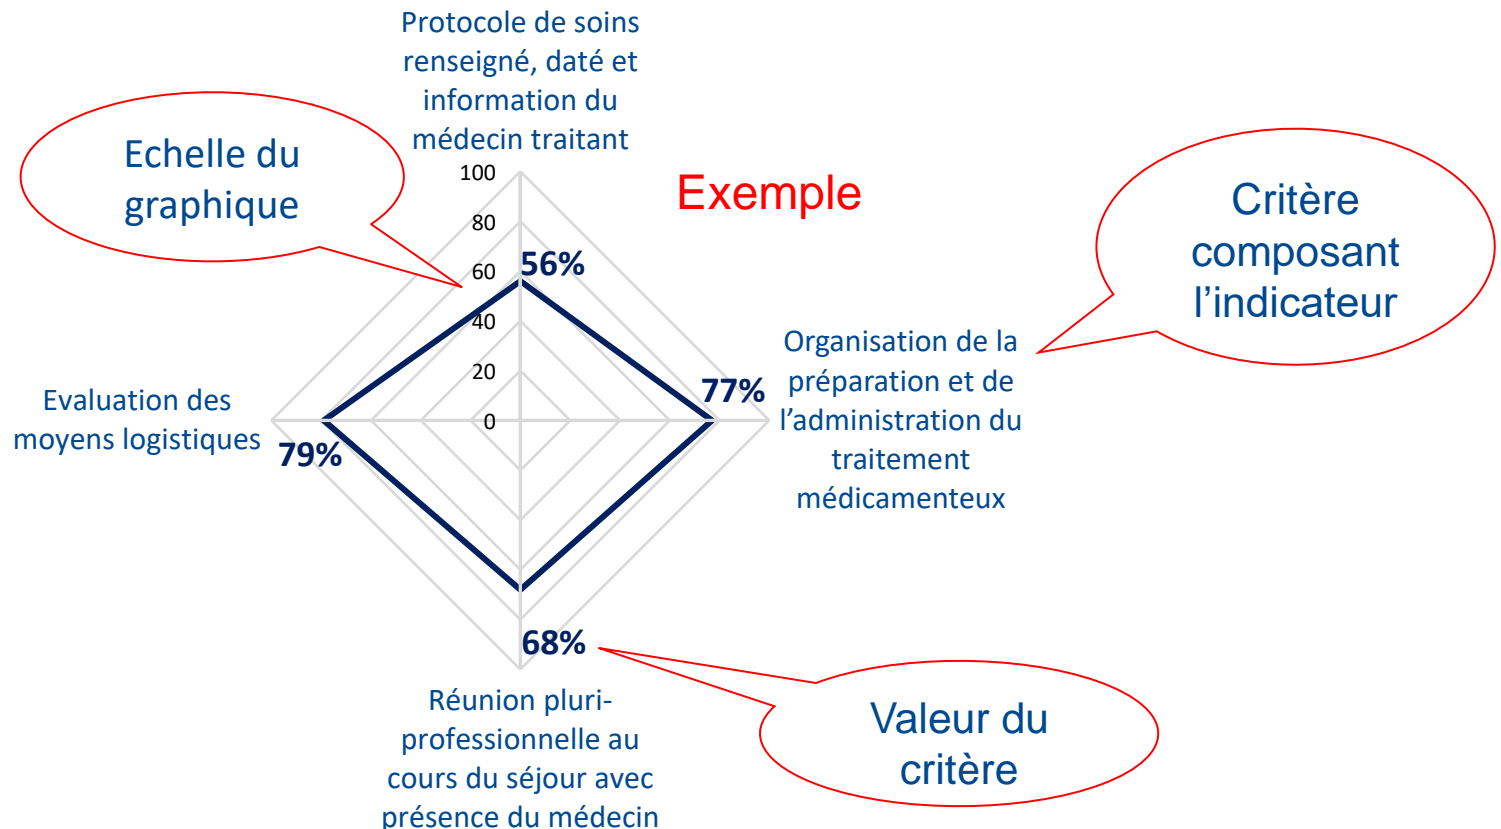 Protocole de soins
renseigné, daté et
information du
médecin traitant
Echelle du
graphique
Exemple
Critère
composant
l’indicateur
100
80
60
40
20
0
56%
77%
79%
68%
Organisation de la
préparation et de
l’administration du
traitement
médicamenteux
Evaluation des
moyens logistiques
Réunion pluri-
professionnelle au
cours du séjour avec
présence du médecin
Valeur du
critère